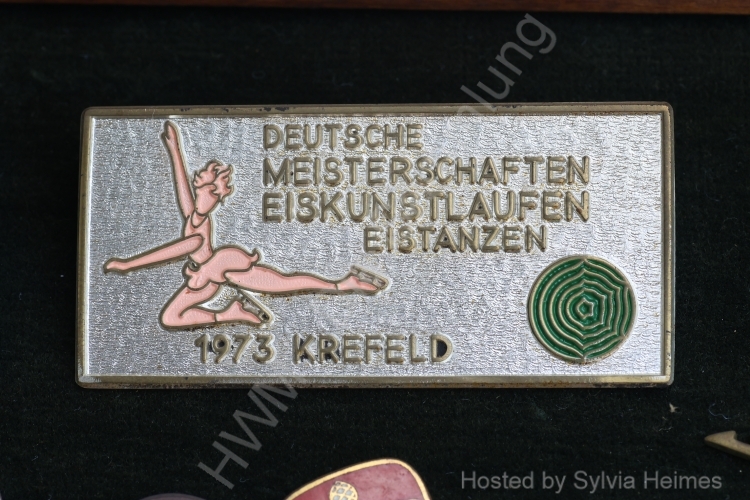 DEUTSCHE
MEISTERSCHAFTEN
EISKUNSTLAUFEN
EISTANZEN
1973 KREFELD
Hosted by Sylvia Heimes